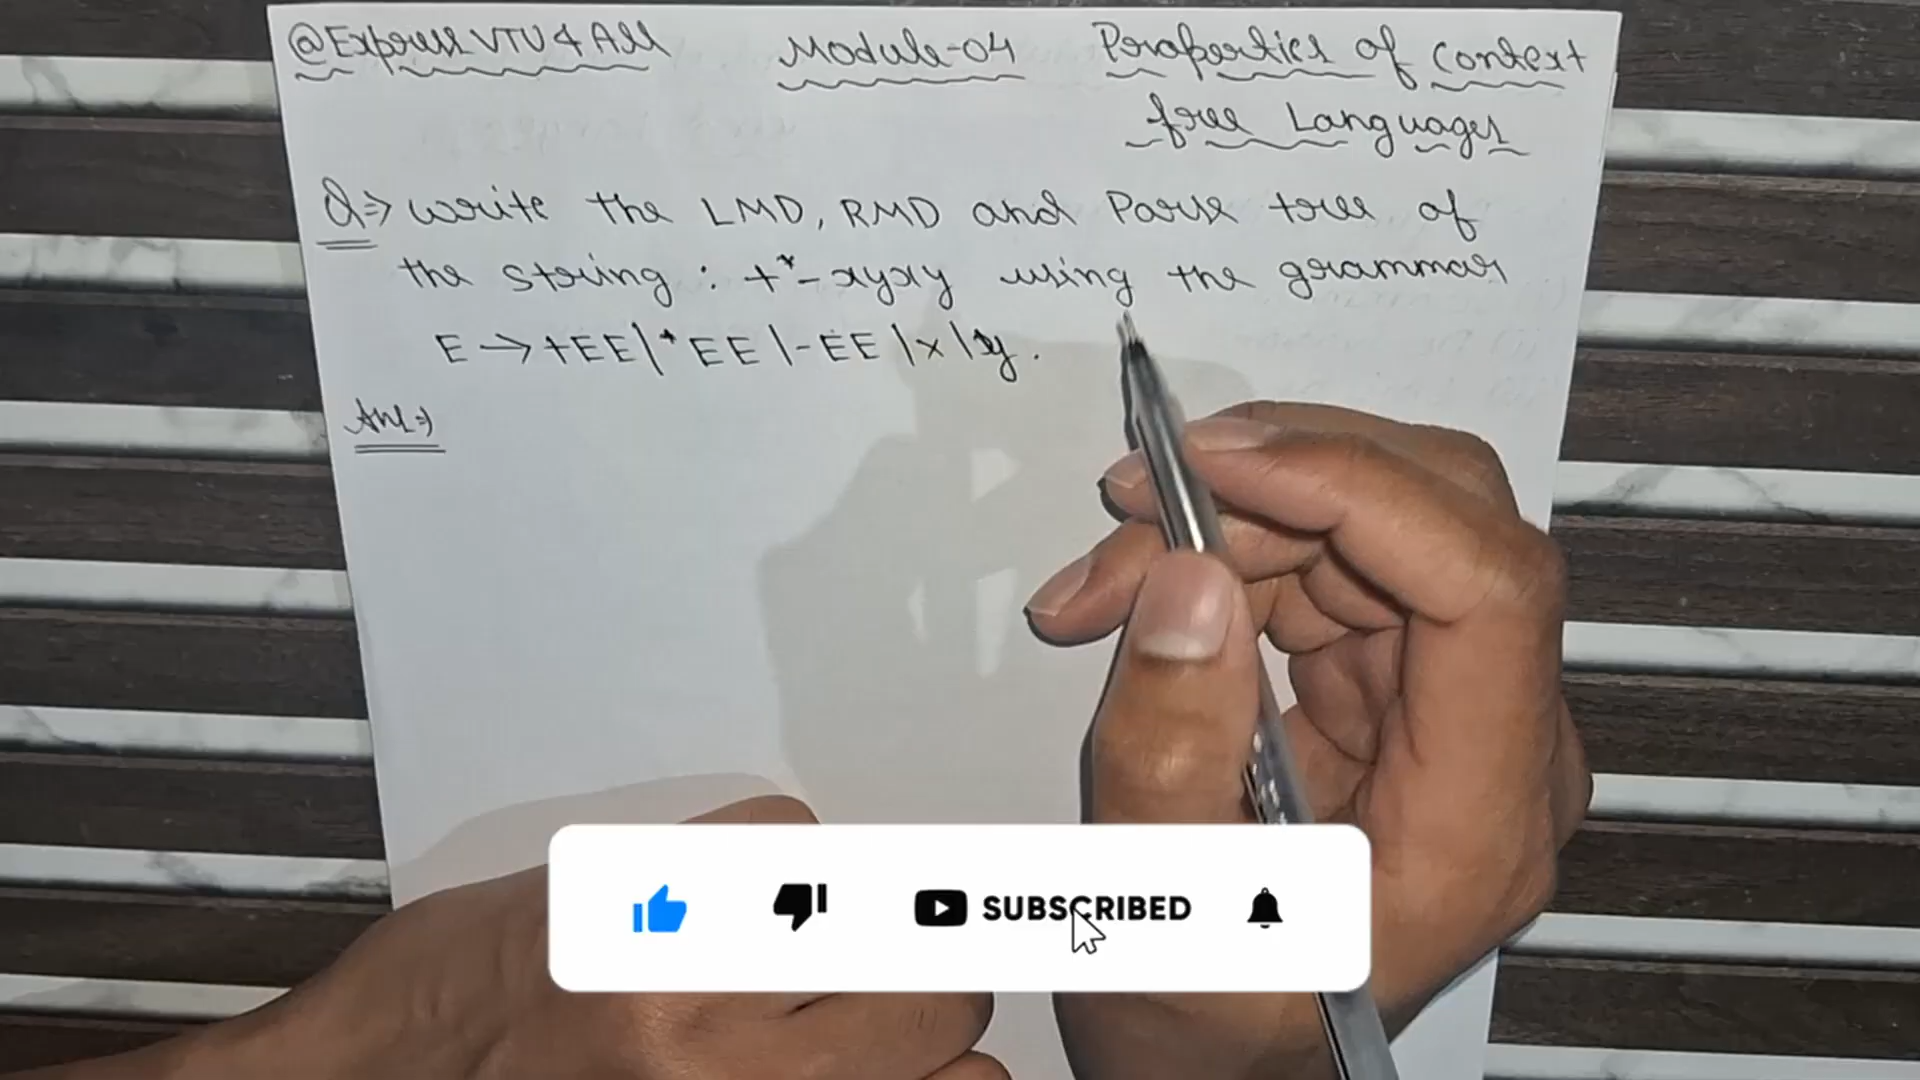 @Express VTU 4 All Module-04 Properties of Context
free Languages
Q⇒ write the LMD, RMD and Parse tree of
the string : +*-xyxy using the grammar
E → +EE|*EE|-EE|x|y.
Ans⇒
SUBSCRIBED